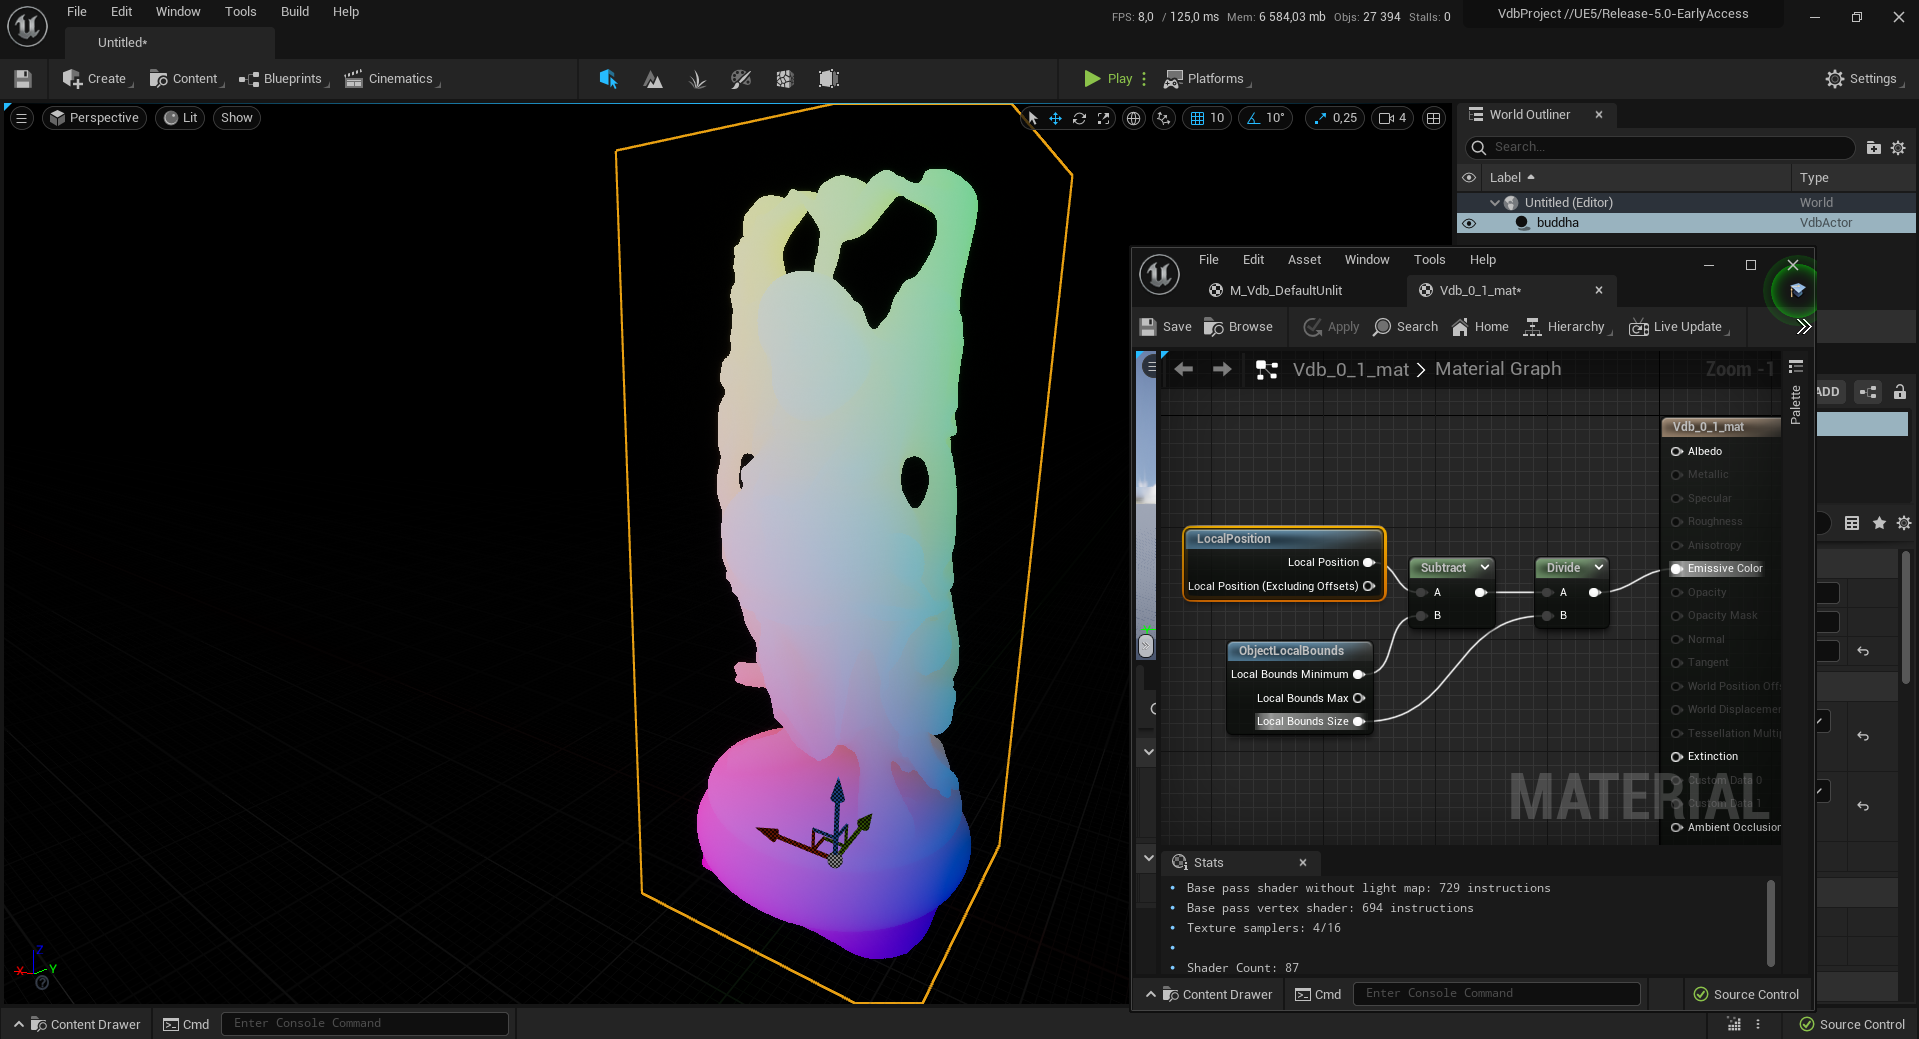 File Edit Window Tools Build Help
FPS: 8,0 / 125,0 ms Mem: 6 584,03 mb Objs: 27 394 Stalls: 0
VdbProject //UE5/Release-5.0-EarlyAccess
Untitled*
Create Content Blueprints Cinematics Play Platforms Settings
Perspective Lit Show
10 10° 0,25 4
World Outliner
Search...
Label Type
Untitled (Editor) World
buddha VdbActor
File Edit Asset Window Tools Help
M_Vdb_DefaultUnlit Vdb_0_1_mat*
Save Browse Apply Search Home Hierarchy Live Update
Vdb_0_1_mat > Material Graph
Zoom -1
Palette
ADD
Vdb_0_1_mat
Albedo
Metallic
Specular
Roughness
Anisotropy
Emissive Color
Opacity
Opacity Mask
Normal
Tangent
World Position Off
World Displacemen
Tessellation Multi
Extinction
Custom Data 0
Custom Data 1
Ambient Occlusion
LocalPosition
Local Position
Local Position (Excluding Offsets)
Subtract
A
B
Divide
A
B
ObjectLocalBounds
Local Bounds Minimum
Local Bounds Max
Local Bounds Size
MATERIAL
Stats
Base pass shader without light map: 729 instructions
Base pass vertex shader: 694 instructions
Texture samplers: 4/16
Shader Count: 87
Content Drawer Cmd Enter Console Command Source Control
Z
X Y
Content Drawer Cmd Enter Console Command Source Control